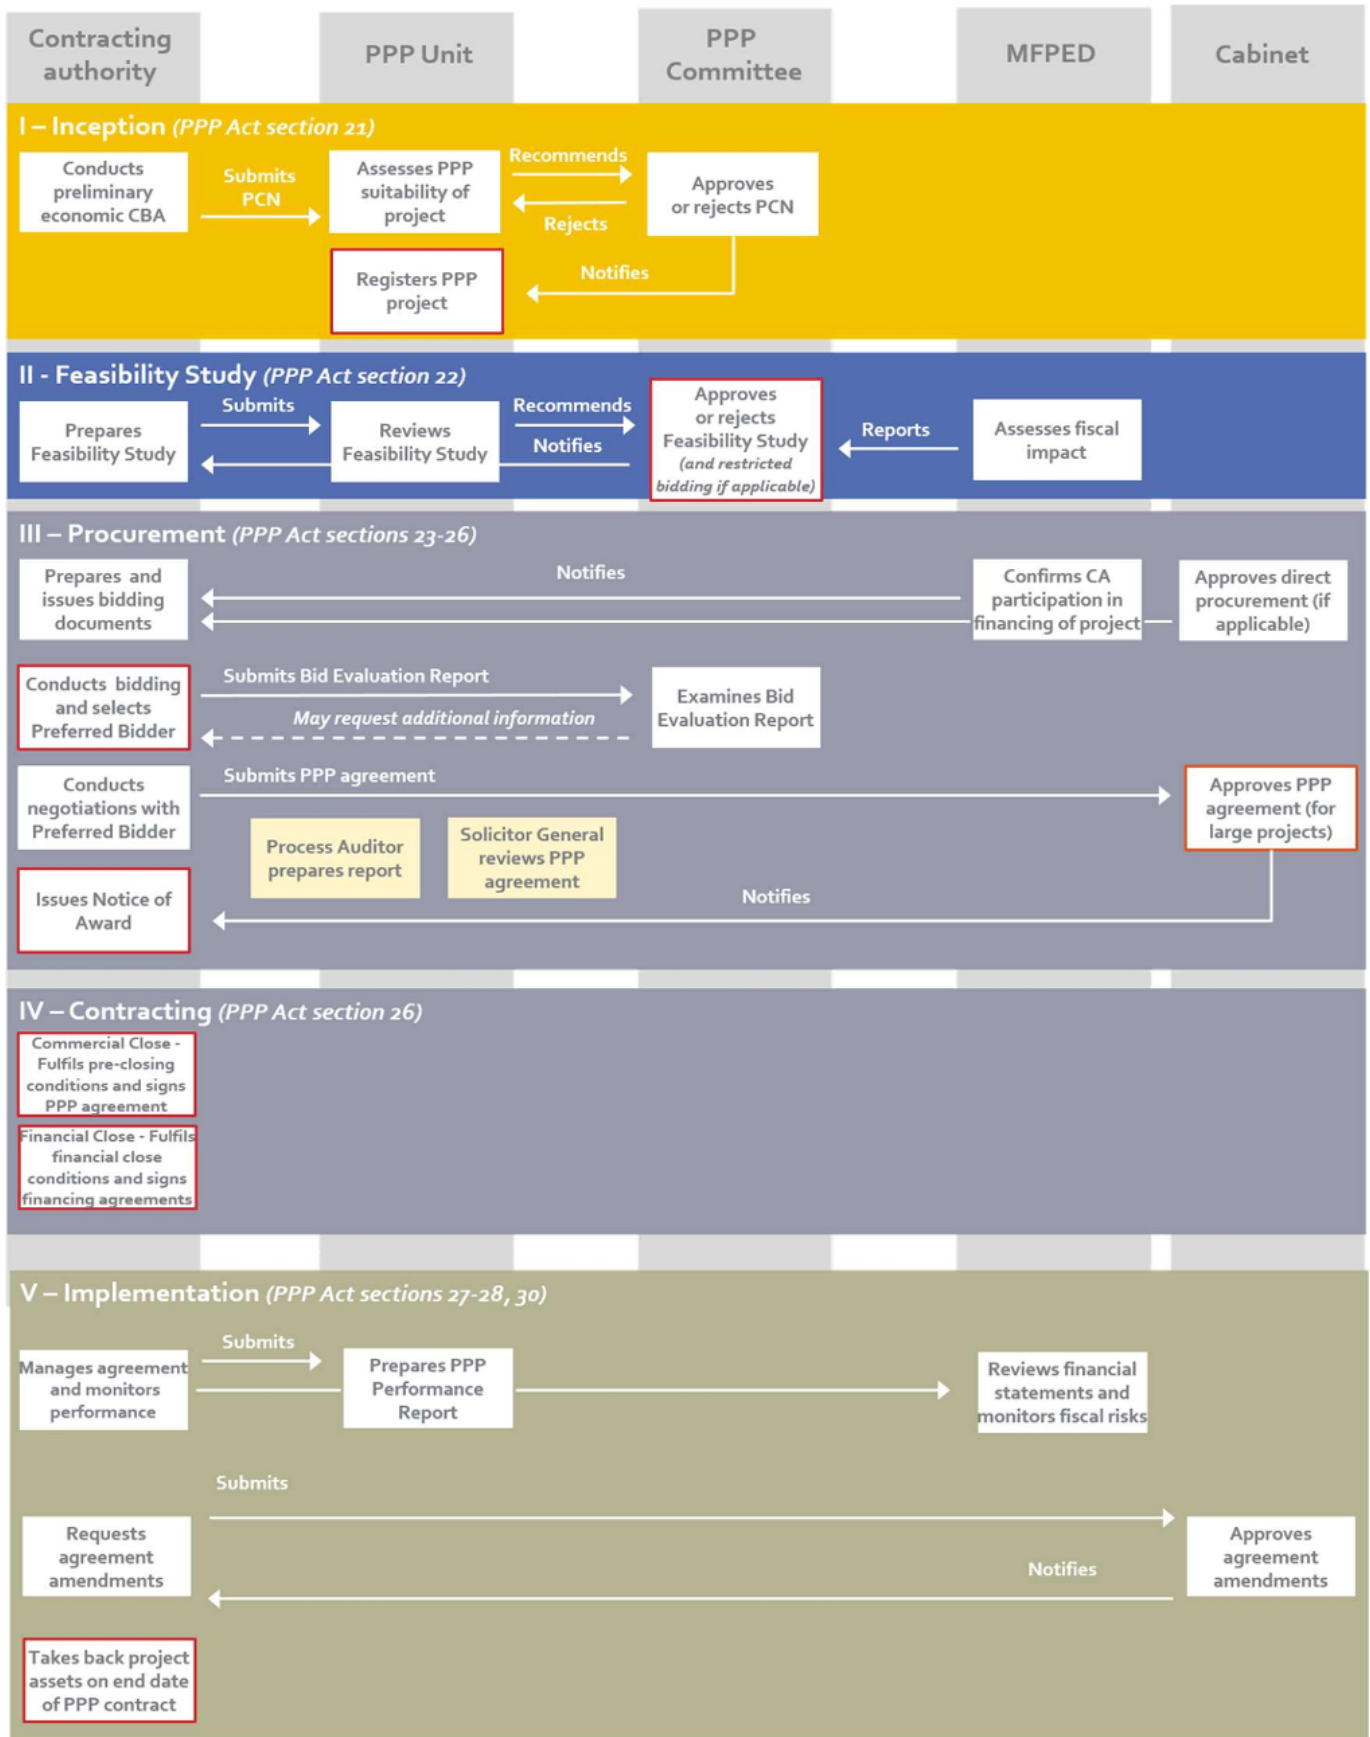 Contracting
authority
PPP Unit
PPP
Committee
MFPED
Cabinet
I – Inception (PPP Act section 21)
Conducts
preliminary
economic CBA
Submits
PCN
Assesses PPP
suitability of
project
Recommends
Rejects
Approves
or rejects PCN
Registers PPP
project
Notifies
II - Feasibility Study (PPP Act section 22)
Prepares
Feasibility Study
Submits
Reviews
Feasibility Study
Recommends
Notifies
Approves
or rejects
Feasibility Study
(and restricted
bidding if applicable)
Reports
Assesses fiscal
impact
III – Procurement (PPP Act sections 23-26)
Prepares and
issues bidding
documents
Notifies
Confirms CA
participation in
financing of project
Approves direct
procurement (if
applicable)
Conducts bidding
and selects
Preferred Bidder
Submits Bid Evaluation Report
May request additional information
Examines Bid
Evaluation Report
Conducts
negotiations with
Preferred Bidder
Submits PPP agreement
Approves PPP
agreement (for
large projects)
Process Auditor
prepares report
Solicitor General
reviews PPP
agreement
Issues Notice of
Award
Notifies
IV – Contracting (PPP Act section 26)
Commercial Close -
Fulfils pre-closing
conditions and signs
PPP agreement
Financial Close - Fulfils
financial close
conditions and signs
financing agreements
V – Implementation (PPP Act sections 27-28, 30)
Manages agreement
and monitors
performance
Submits
Prepares PPP
Performance
Report
Reviews financial
statements and
monitors fiscal risks
Submits
Requests
agreement
amendments
Notifies
Approves
agreement
amendments
Takes back project
assets on end date
of PPP contract